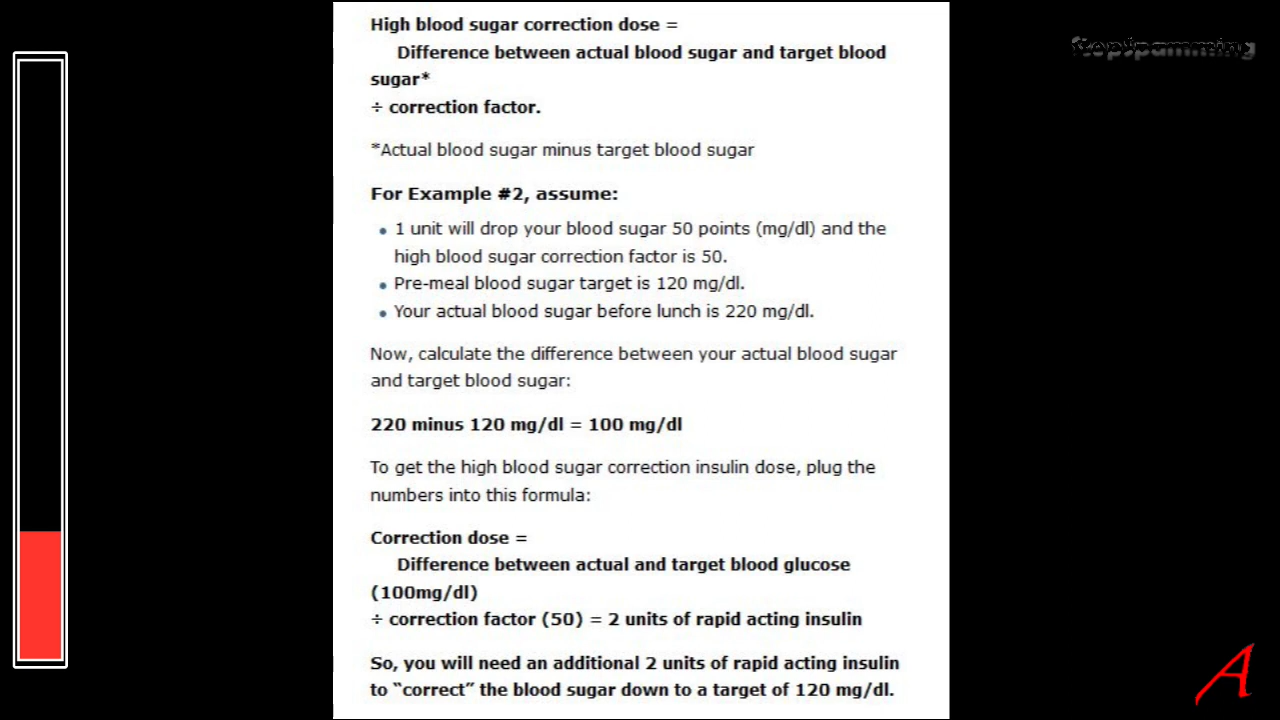 High blood sugar correction dose =
Difference between actual blood sugar and target blood
sugar*
÷ correction factor.
*Actual blood sugar minus target blood sugar
For Example #2, assume:
• 1 unit will drop your blood sugar 50 points (mg/dl) and the
high blood sugar correction factor is 50.
• Pre-meal blood sugar target is 120 mg/dl.
• Your actual blood sugar before lunch is 220 mg/dl.
Now, calculate the difference between your actual blood sugar
and target blood sugar:
220 minus 120 mg/dl = 100 mg/dl
To get the high blood sugar correction insulin dose, plug the
numbers into this formula:
Correction dose =
Difference between actual and target blood glucose
(100mg/dl)
÷ correction factor (50) = 2 units of rapid acting insulin
So, you will need an additional 2 units of rapid acting insulin
to “correct” the blood sugar down to a target of 120 mg/dl.
A